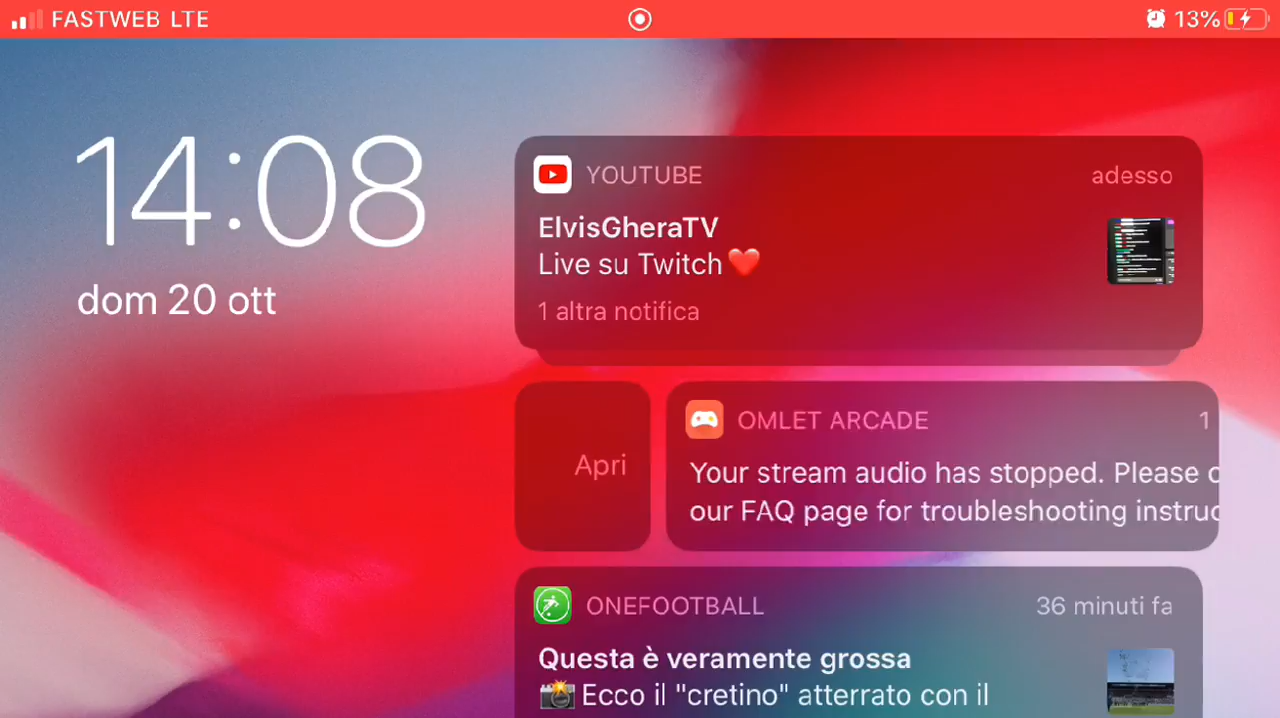 FASTWEB LTE
13%
14:08
dom 20 ott
YOUTUBE
adesso
ElvisGheraTV
Live su Twitch❤️
1 altra notifica
Apri
OMLET ARCADE
1
Your stream audio has stopped. Please
our FAQ page for troubleshooting
ONEFOOTBALL
36 minuti fa
Questa è veramente grossa
📸Ecco il "cretino" atterrato con il